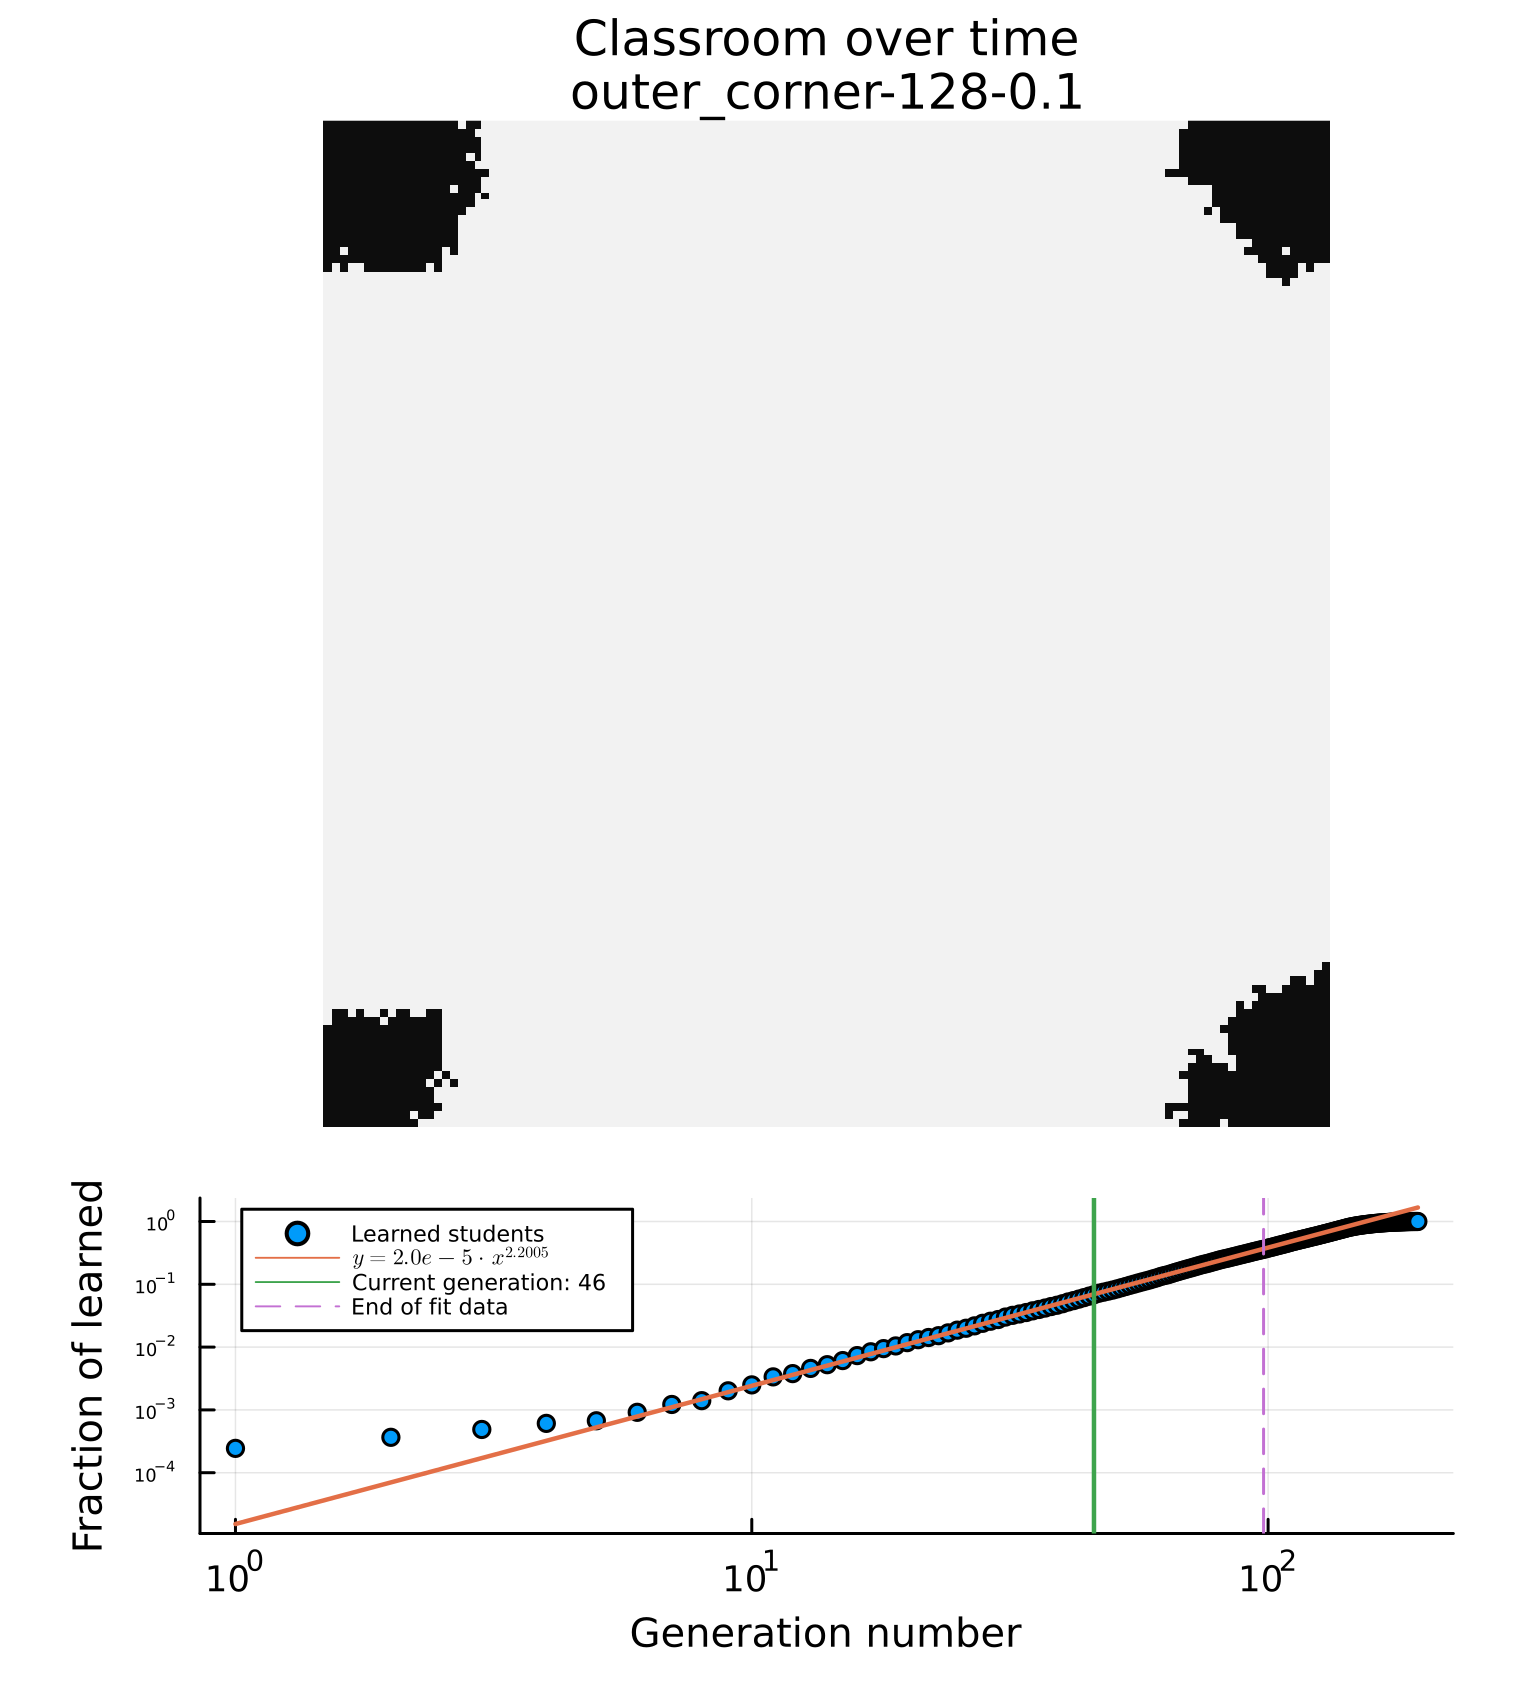 Classroom over time
outer_corner-128-0.1
Fraction of learned
10^0
10^-1
10^-2
10^-3
10^-4
Learned students
y = 2.0e − 5 · x^2.2005
Current generation: 46
End of fit data
10^0 10^1 10^2
Generation number